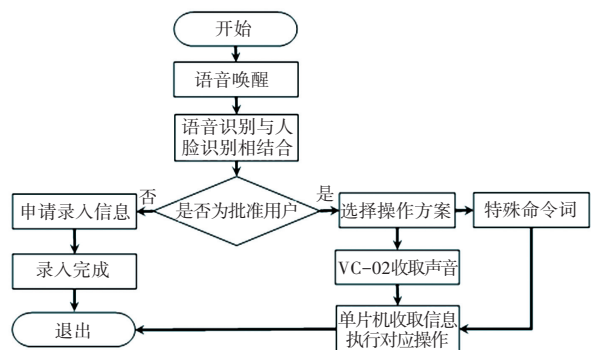 开始
语音唤醒
语音识别与人
脸识别相结合
否
是
申请录入信息
是否为批准用户
选择操作方案
特殊命令词
录入完成
VC-02收取声音
退出
单片机收取信息
执行对应操作